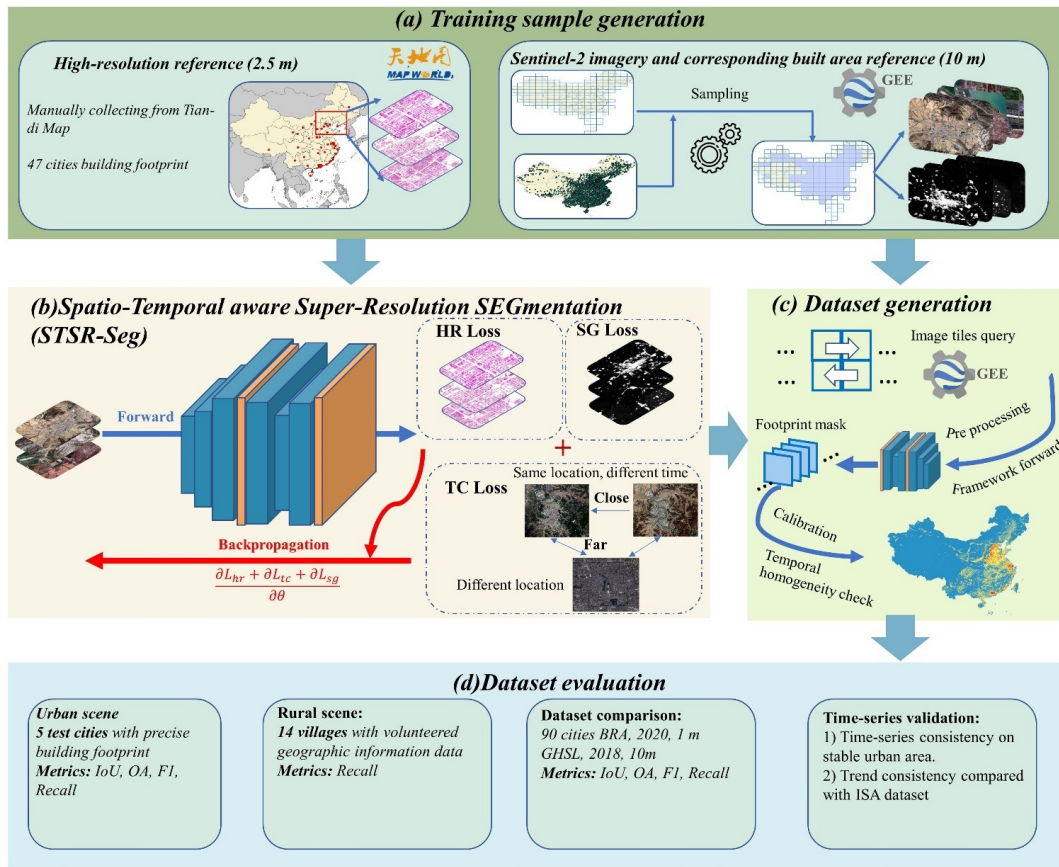 (a) Training sample generation
High-resolution reference (2.5 m)
天地图
MAP WORLD
Manually collecting from Tian-
di Map
47 cities building footprint
Sentinel-2 imagery and corresponding built area reference (10 m)
Sampling
GEE
(b)Spatio-Temporal aware Super-Resolution SEGmentation
(STSR-Seg)
HR Loss
SG Loss
Forward
+
TC Loss
Same location, different time
Close
Far
Different location
Backpropagation
∂L_hr + ∂L_tc + ∂L_sg
∂θ
(c) Dataset generation
... ...
Image tiles query
... ...
GEE
Footprint mask
Pre processing
Framework forward
...
...
Calibration
Temporal
homogeneity check
(d)Dataset evaluation
Urban scene
5 test cities with precise
building footprint
Metrics: IoU, OA, F1,
Recall
Rural scene:
14 villages with volunteered
geographic information data
Metrics: Recall
Dataset comparison:
90 cities BRA, 2020, 1 m
GHSL, 2018, 10m
Metrics: IoU, OA, F1, Recall
Time-series validation:
1) Time-series consistency on
stable urban area.
2) Trend consistency compared
with ISA dataset